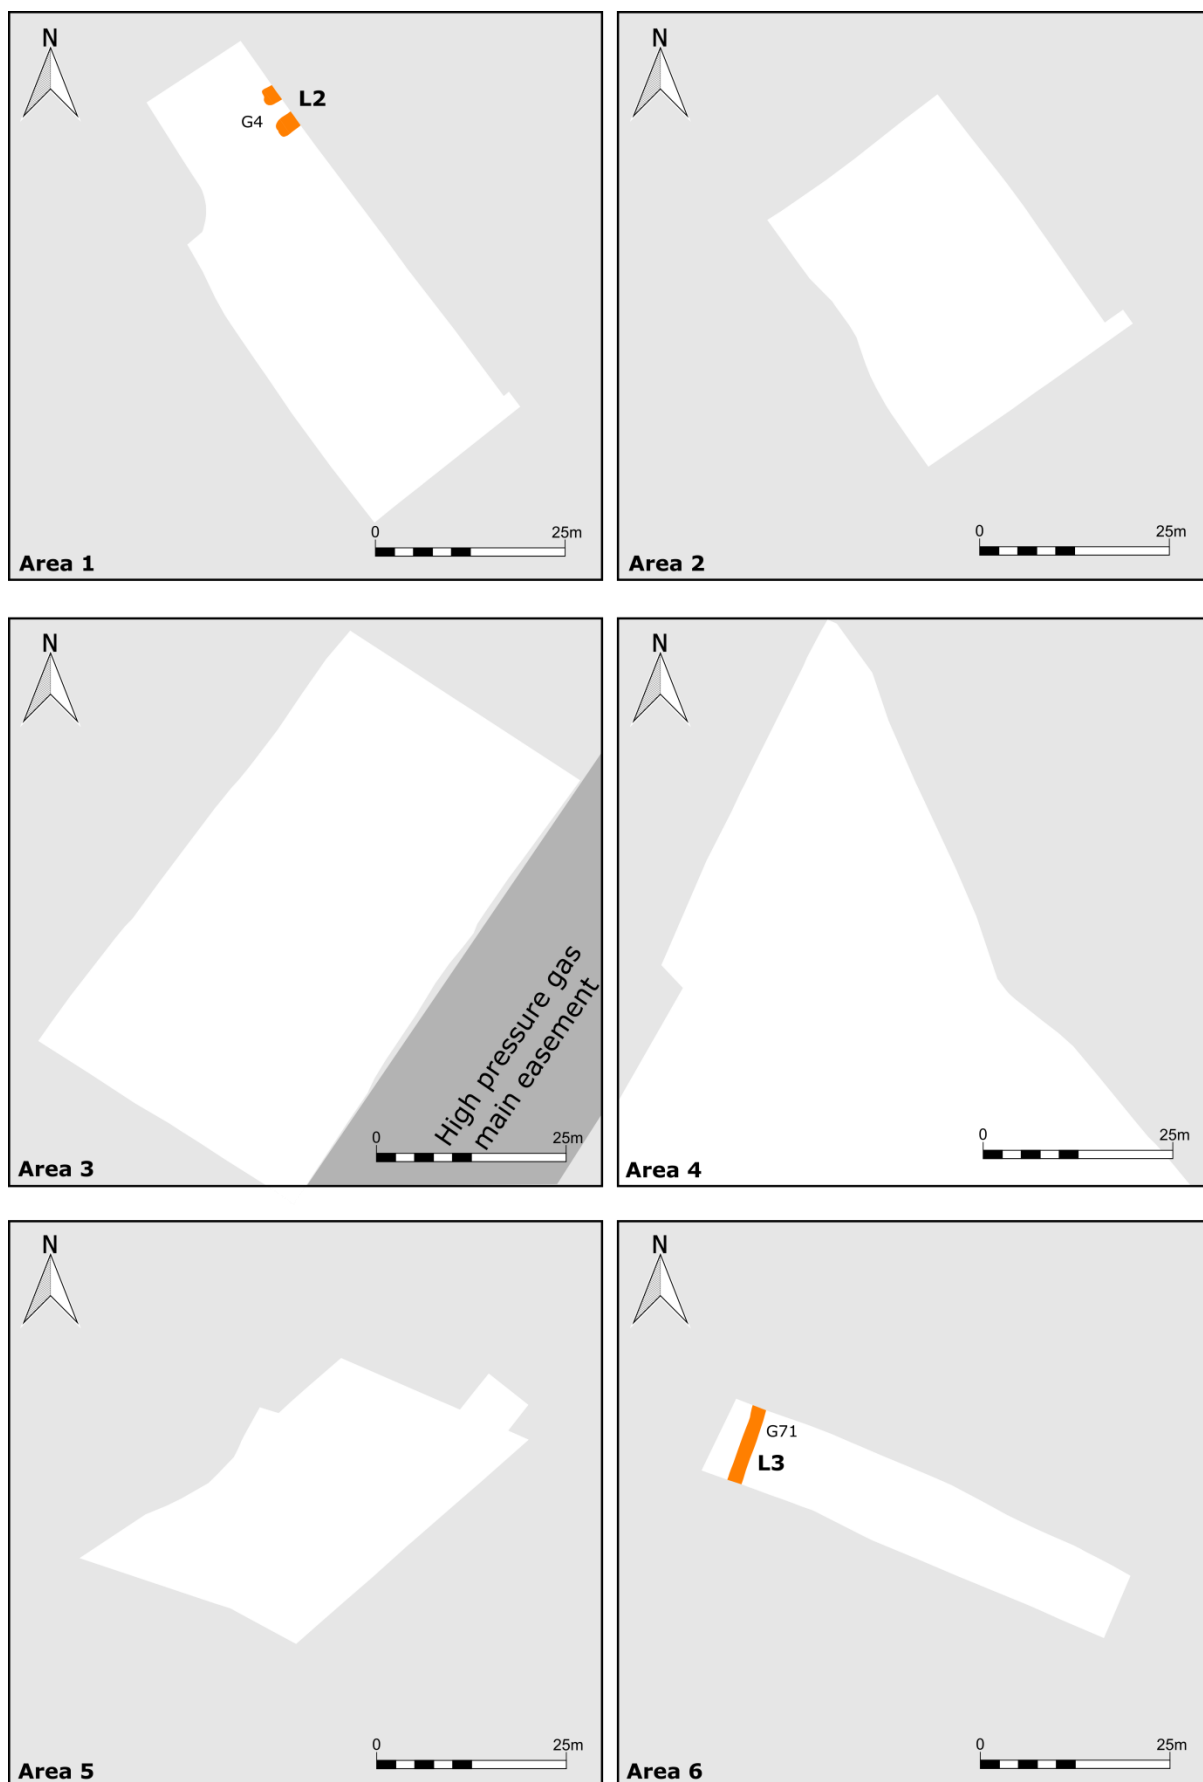 N
L2
G4
0 25m
Area 1
N
0 25m
Area 2
N
High pressure gas
main easement
0 25m
Area 3
N
0 25m
Area 4
N
0 25m
Area 5
N
G71
L3
0 25m
Area 6